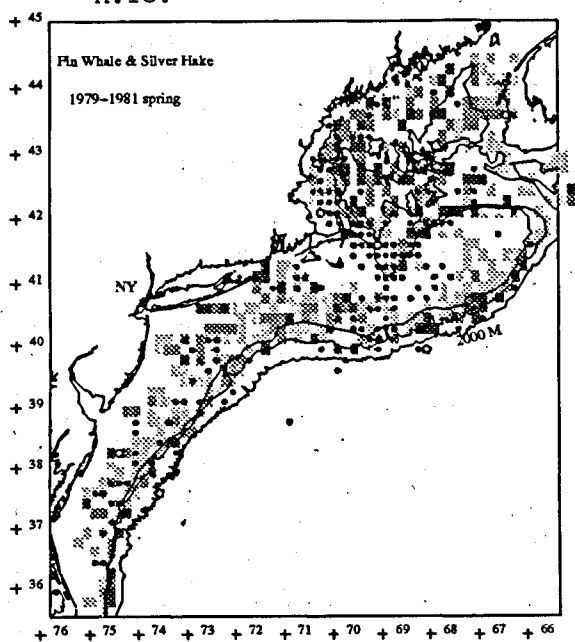 + 45
Fin Whale & Silver Hake
1979-1981 spring
+ 44
+ 43
+ 42
+ 41
NY
+ 40
2000 M
+ 39
+ 38
+ 37
+ 36
+ 76 + 74 + 73 + 72 + 71 + 70 + 69 + 68 + 67 + 66